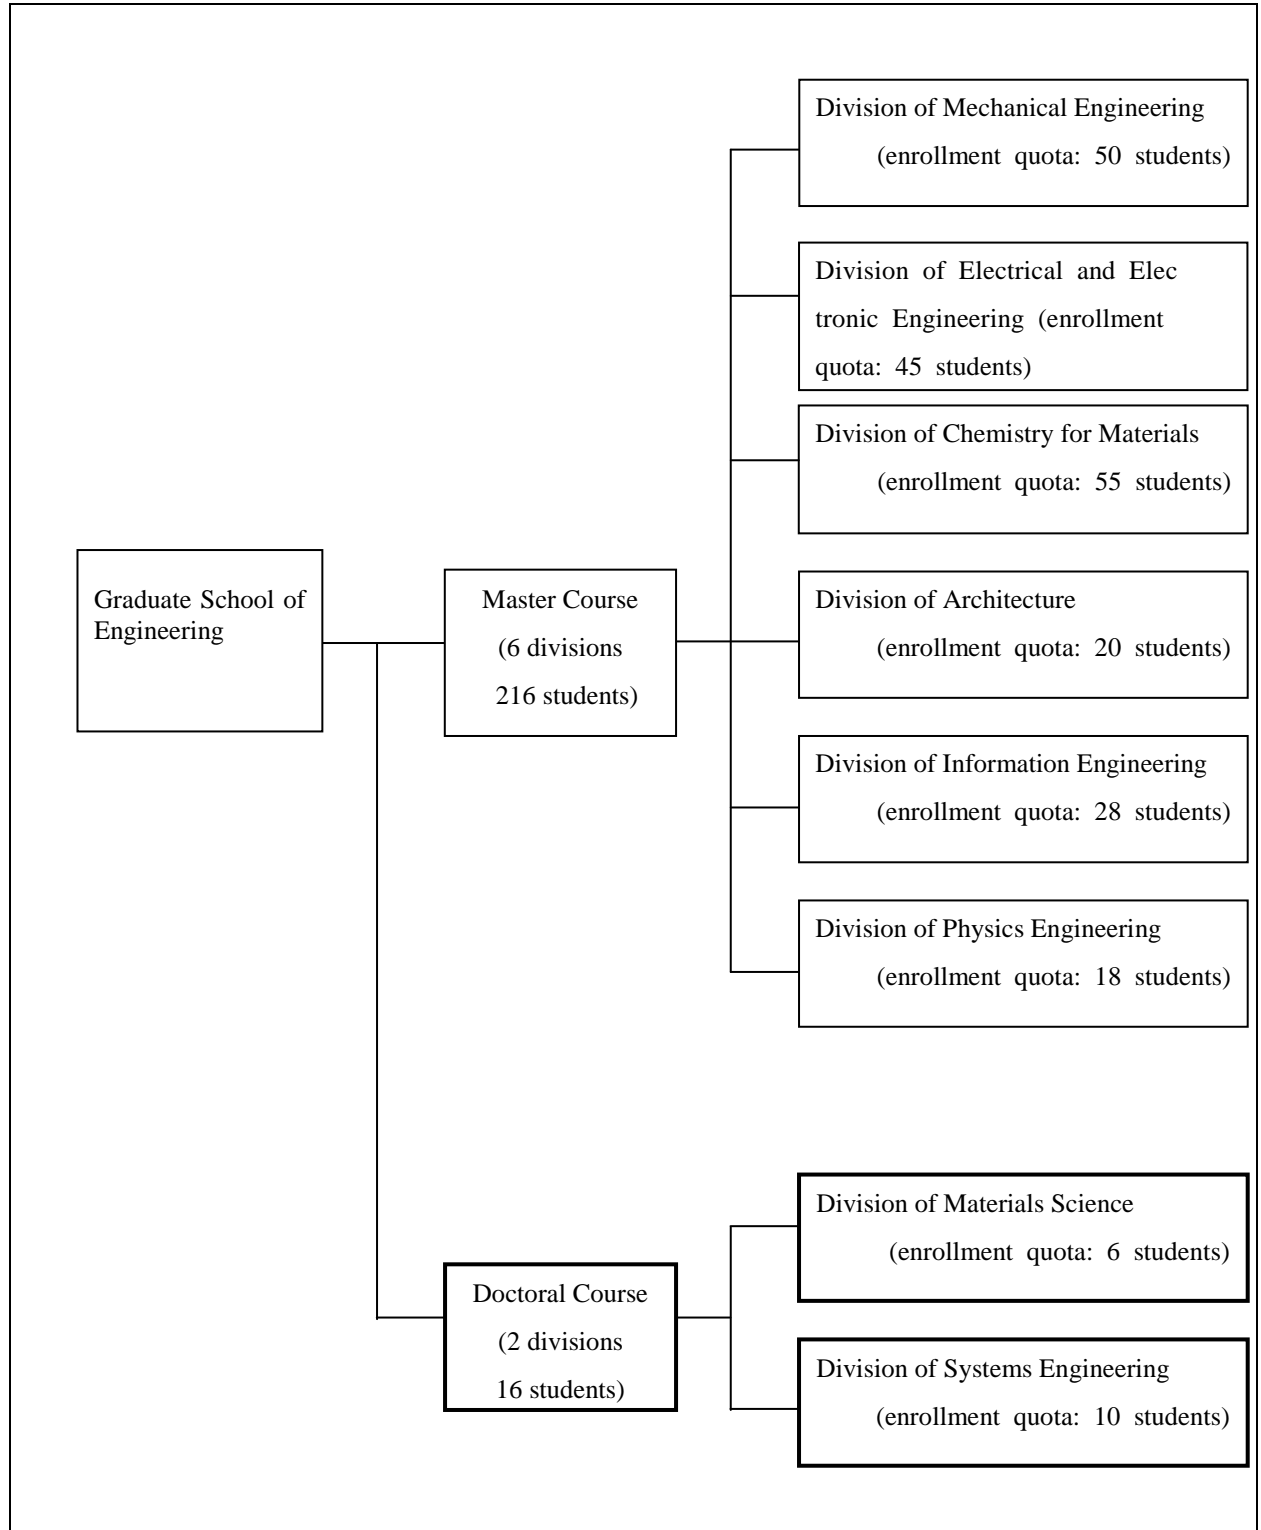 Graduate School of
Engineering
Master Course
(6 divisions
216 students)
Division of Mechanical Engineering
(enrollment quota: 50 students)
Division of Electrical and Elec
tronic Engineering (enrollment
quota: 45 students)
Division of Chemistry for Materials
(enrollment quota: 55 students)
Division of Architecture
(enrollment quota: 20 students)
Division of Information Engineering
(enrollment quota: 28 students)
Division of Physics Engineering
(enrollment quota: 18 students)
Doctoral Course
(2 divisions
16 students)
Division of Materials Science
(enrollment quota: 6 students)
Division of Systems Engineering
(enrollment quota: 10 students)